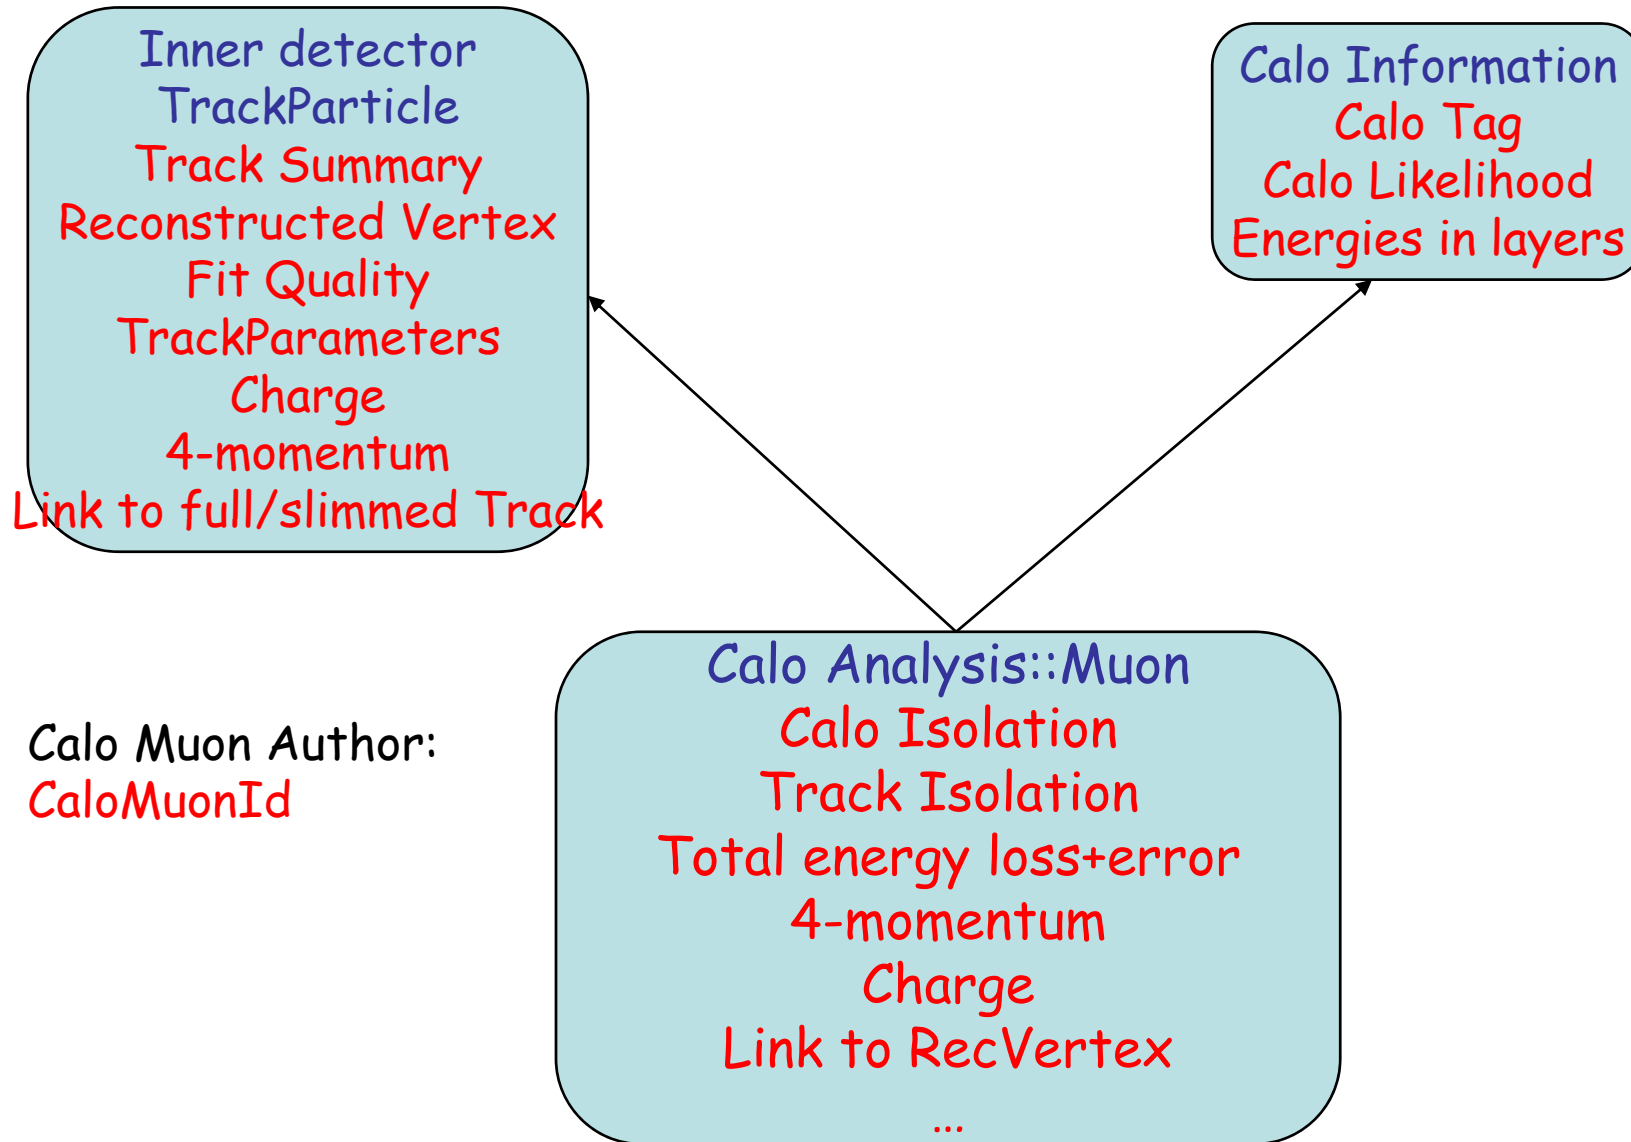 Inner detector
TrackParticle
Track Summary
Reconstructed Vertex
Fit Quality
TrackParameters
Charge
4-momentum
Link to full/slimmed Track
Calo Information
Calo Tag
Calo Likelihood
Energies in layers
Calo Muon Author:
CaloMuonId
Calo Analysis::Muon
Calo Isolation
Track Isolation
Total energy loss+error
4-momentum
Charge
Link to RecVertex
...